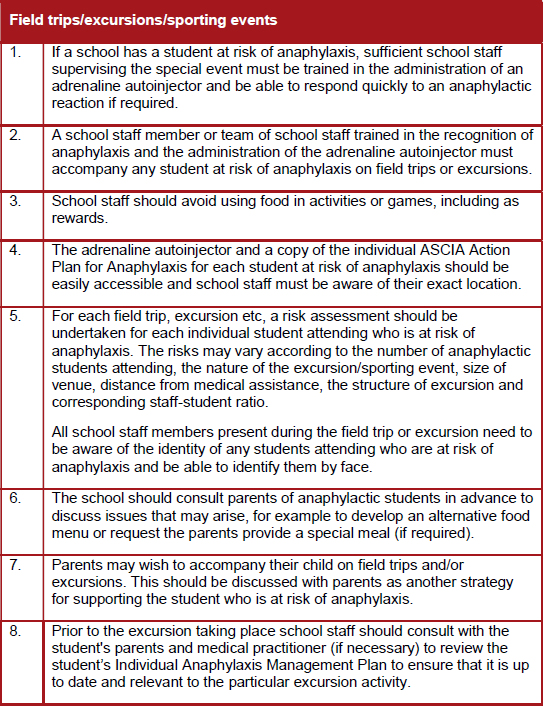 Field trips/excursions/sporting events
1. If a school has a student at risk of anaphylaxis, sufficient school staff
supervising the special event must be trained in the administration of an
adrenaline autoinjector and be able to respond quickly to an anaphylactic
reaction if required.
2. A school staff member or team of school staff trained in the recognition of
anaphylaxis and the administration of the adrenaline autoinjector must
accompany any student at risk of anaphylaxis on field trips or excursions.
3. School staff should avoid using food in activities or games, including as
rewards.
4. The adrenaline autoinjector and a copy of the individual ASCIA Action
Plan for Anaphylaxis for each student at risk of anaphylaxis should be
easily accessible and school staff must be aware of their exact location.
5. For each field trip, excursion etc, a risk assessment should be
undertaken for each individual student attending who is at risk of
anaphylaxis. The risks may vary according to the number of anaphylactic
students attending, the nature of the excursion/sporting event, size of
venue, distance from medical assistance, the structure of excursion and
corresponding staff-student ratio.
All school staff members present during the field trip or excursion need to
be aware of the identity of any students attending who are at risk of
anaphylaxis and be able to identify them by face.
6. The school should consult parents of anaphylactic students in advance to
discuss issues that may arise, for example to develop an alternative food
menu or request the parents provide a special meal (if required).
7. Parents may wish to accompany their child on field trips and/or
excursions. This should be discussed with parents as another strategy
for supporting the student who is at risk of anaphylaxis.
8. Prior to the excursion taking place school staff should consult with the
student's parents and medical practitioner (if necessary) to review the
student’s Individual Anaphylaxis Management Plan to ensure that it is up
to date and relevant to the particular excursion activity.